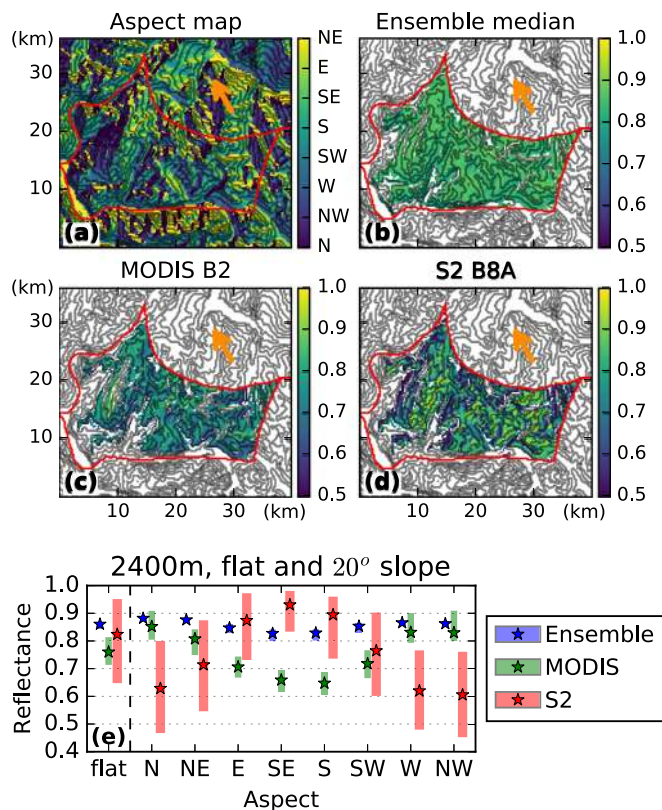 (km) Aspect map Ensemble median
30 NE 1.0
E 0.9
SE
20 S 0.8
SW 0.7
10 W
NW 0.6
(a) N (b) 0.5
(km) MODIS B2 S2 B8A
30 1.0 1.0
0.9 0.9
20 0.8 0.8
0.7 0.7
10
0.6 0.6
(c) 0.5 (d) 0.5
10 20 30 (km) 10 20 30 (km)
2400m, flat and 20° slope
1.0
0.9
0.8
0.7
0.6
0.5
0.4
Reflectance
(e)
flat N NE E SE S SW W NW
Aspect
Ensemble
MODIS
S2